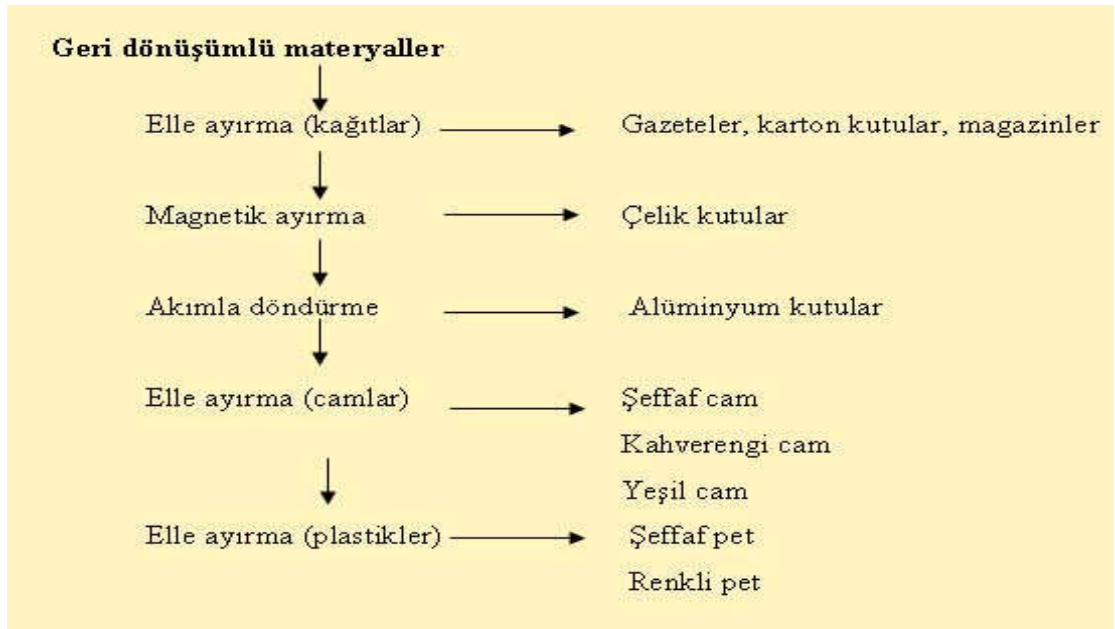 Geri dönüşümlü materyaller
Elle ayırma (kağıtlar) Gazeteler, karton kutular, magazinler
Magnetik ayırma Çelik kutular
Akımla döndürme Alüminyum kutular
Elle ayırma (camlar) Şeffaf cam
Kahverengi cam
Yeşil cam
Elle ayırma (plastikler) Şeffaf pet
Renkli pet